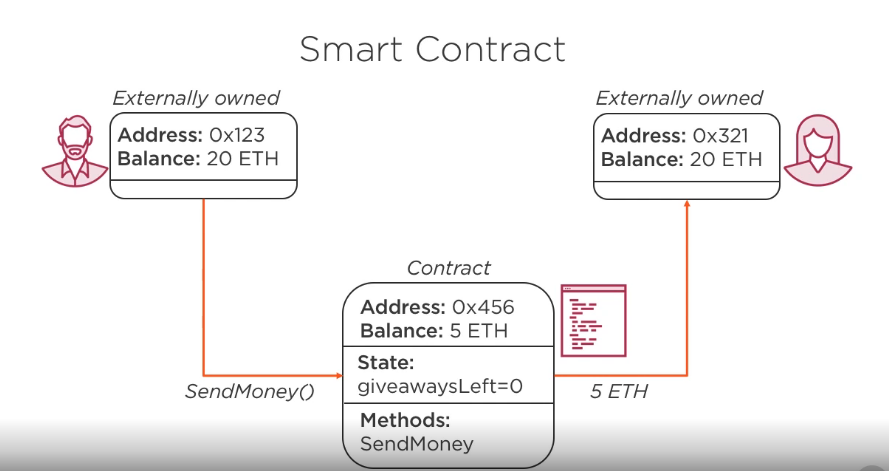 Smart Contract
Externally owned
Address: 0x123
Balance: 20 ETH
Externally owned
Address: 0x321
Balance: 20 ETH
Contract
Address: 0x456
Balance: 5 ETH
State:
giveawaysLeft=0
Methods:
SendMoney
SendMoney()
5 ETH